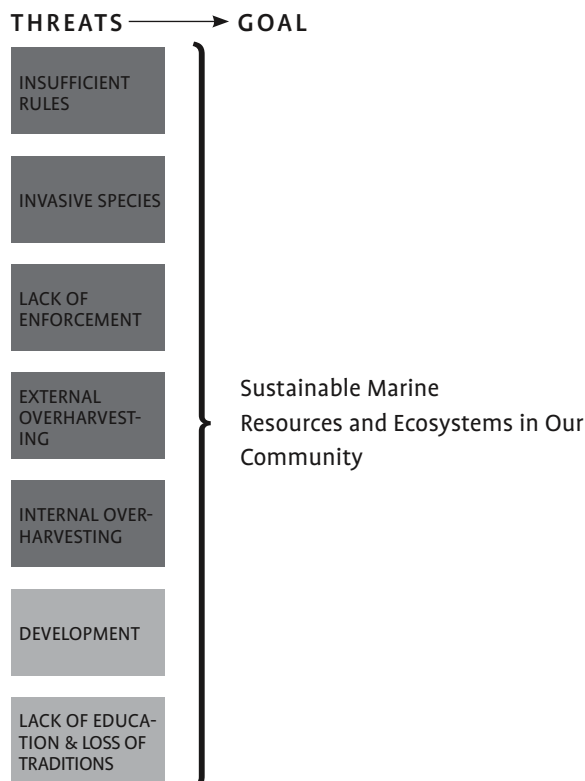 THREATS GOAL
INSUFFICIENT
RULES
INVASIVE SPECIES
LACK OF
ENFORCEMENT
EXTERNAL
OVERHARVEST-
ING
Sustainable Marine
Resources and Ecosystems in Our
Community
INTERNAL OVER-
HARVESTING
DEVELOPMENT
LACK OF EDUCA-
TION & LOSS OF
TRADITIONS